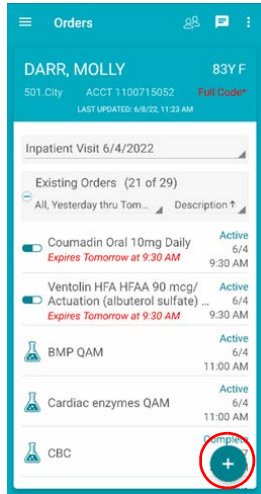 Orders
DARR, MOLLY 83Y F
501.City ACCT 1100715052 Full Code*
LAST UPDATED: 6/8/22, 11:23 AM
Inpatient Visit 6/4/2022
Existing Orders (21 of 29)
All, Yesterday thru Tom... Description ↑
Coumadin Oral 10mg Daily Active
Expires Tomorrow at 9:30 AM 6/4
9:30 AM
Ventolin HFA HFAA 90 mcg/ Active
Actuation (albuterol sulfate) ... 6/4
Expires Tomorrow at 9:30 AM 9:30 AM
BMP QAM Active
6/4
11:00 AM
Cardiac enzymes QAM Active
6/4
11:00 AM
CBC Complete
+